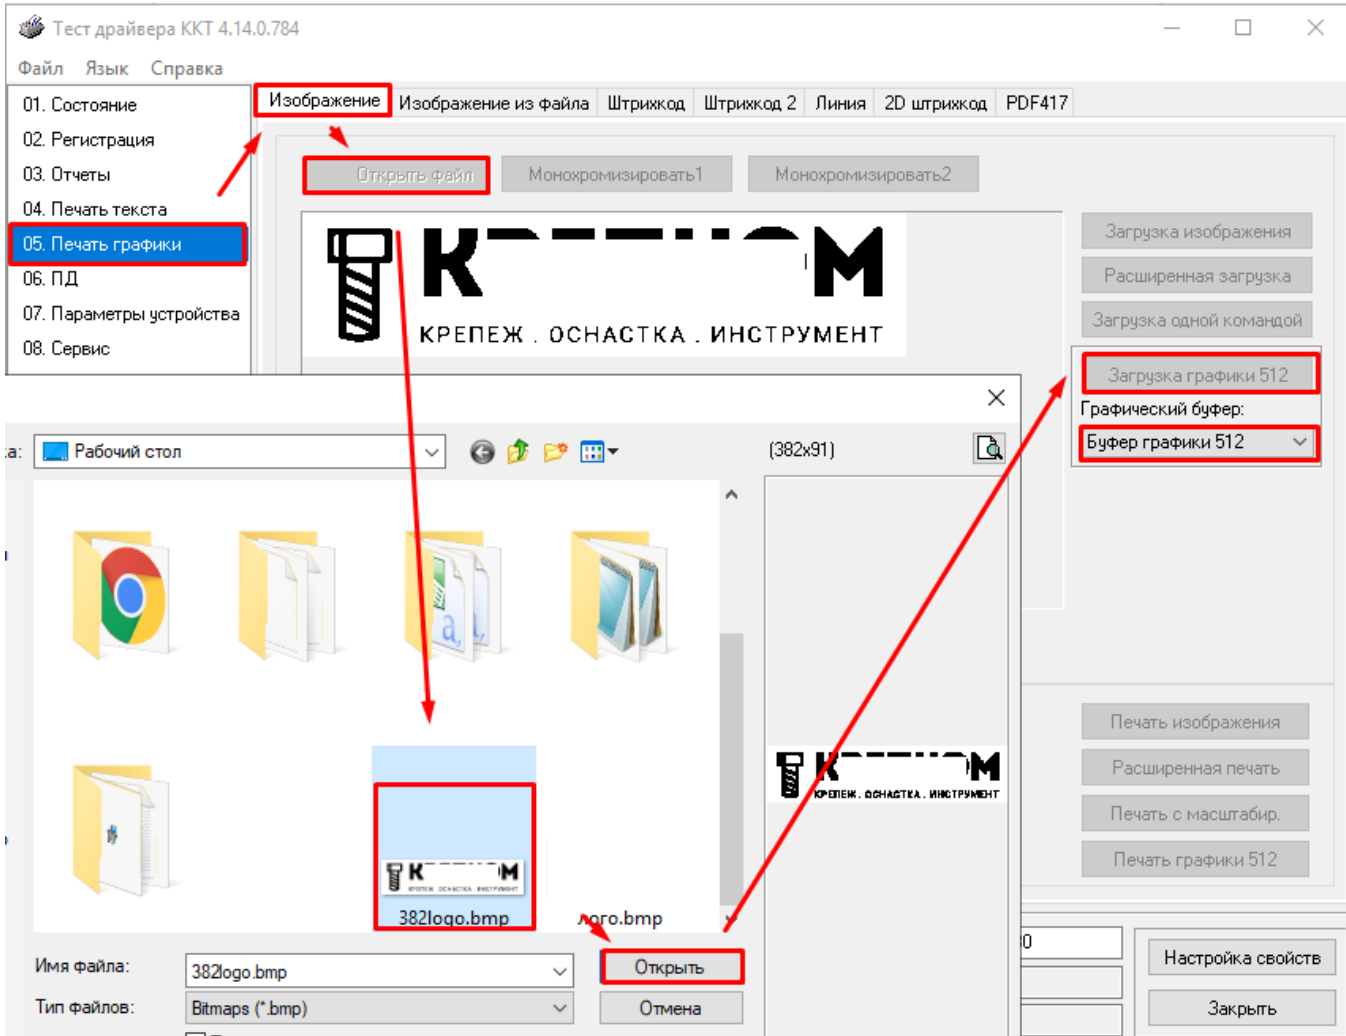 Тест драйвера ККТ 4.14.0.784
Файл Язык Справка
01. Состояние
02. Регистрация
03. Отчеты
04. Печать текста
05. Печать графики
06. ПД
07. Параметры устройства
08. Сервис
Изображение Изображение из файла Штрихкод Штрихкод 2 Линия 2D штрихкод PDF417
Открыть файл Монохромизировать1 Монохромизировать2
КРЕПЕЖ . ОСНАСТКА . ИНСТРУМЕНТ
Загрузка изображения
Расширенная загрузка
Загрузка одной командой
Загрузка графики 512
Графический буфер:
Буфер графики 512
Рабочий стол
(382x91)
КРЕПЕЖ . ОСНАСТКА . ИНСТРУМЕНТ
382logo.bmp
лого.bmp
Имя файла: 382logo.bmp Открыть
Тип файлов: Bitmaps (*.bmp) Отмена
Печать изображения
Расширенная печать
Печать с масштабир.
Печать графики 512
Настройка свойств
Закрыть